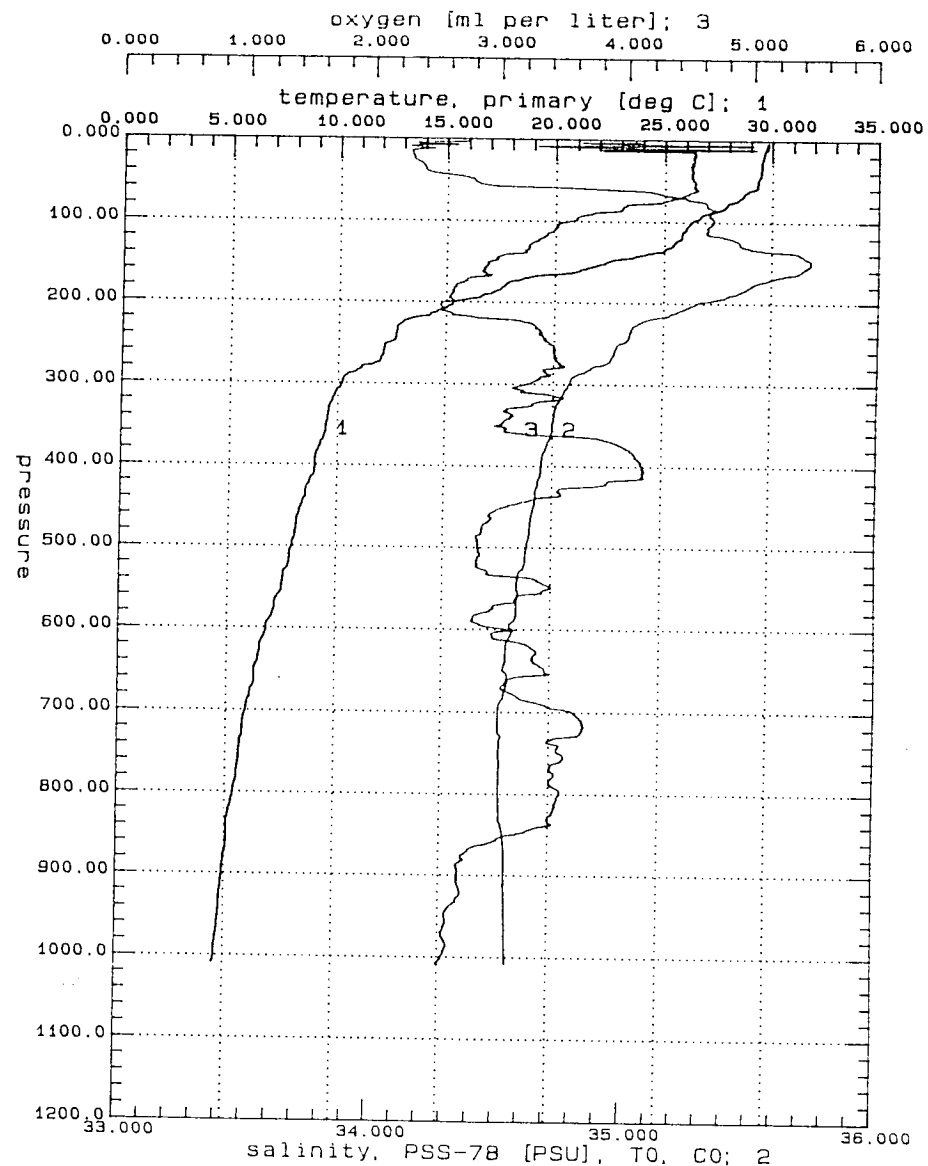 oxygen [ml per liter]; 3
0.000 1.000 2.000 3.000 4.000 5.000 6.000
temperature, primary [deg C]; 1
0.000 5.000 10.000 15.000 20.000 25.000 30.000 35.000
0.000
100.00
200.00
300.00
1 3 2
400.00
pressure
500.00
600.00
700.00
800.00
900.00
1000.0
1100.0
1200.0
33.000 34.000 35.000 36.000
salinity, PSS-78 [PSU], T0, C0; 2